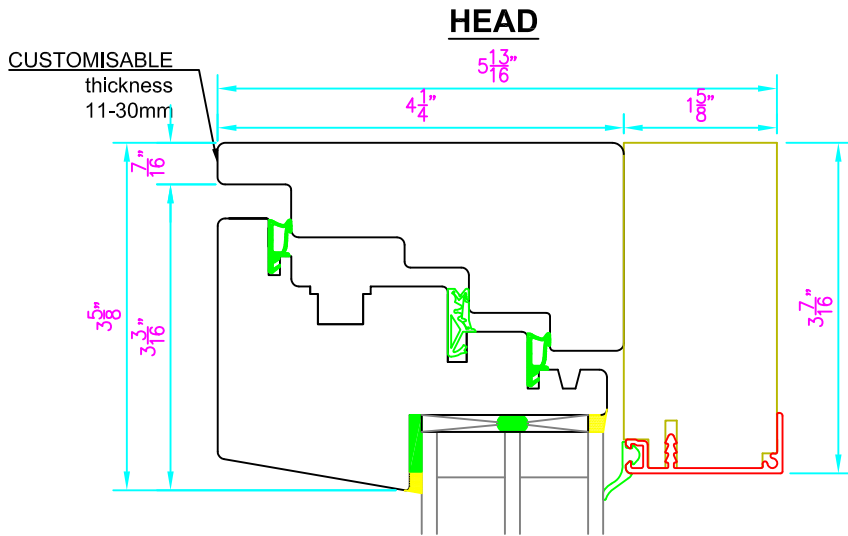 HEAD
CUSTOMISABLE
thickness
11-30mm
5 13/16"
4 1/4"
1 5/8"
7/16"
3 5/8"
3 3/16"
3 7/16"